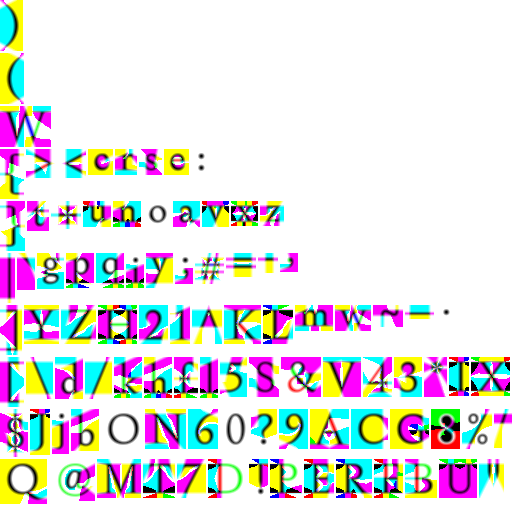 )
(
W
{ > < c r s e :
} t + u n o a v x z
| g p q i y ; # = ,
] Y Z H 2 1 K L m w ~ .
[ \ d / k h f 1 5 S & V 4 3 * I X
$ J j b O N 6 0 ? 9 A C G 8 %
Q @ M T 7 D ! P E R F B U "